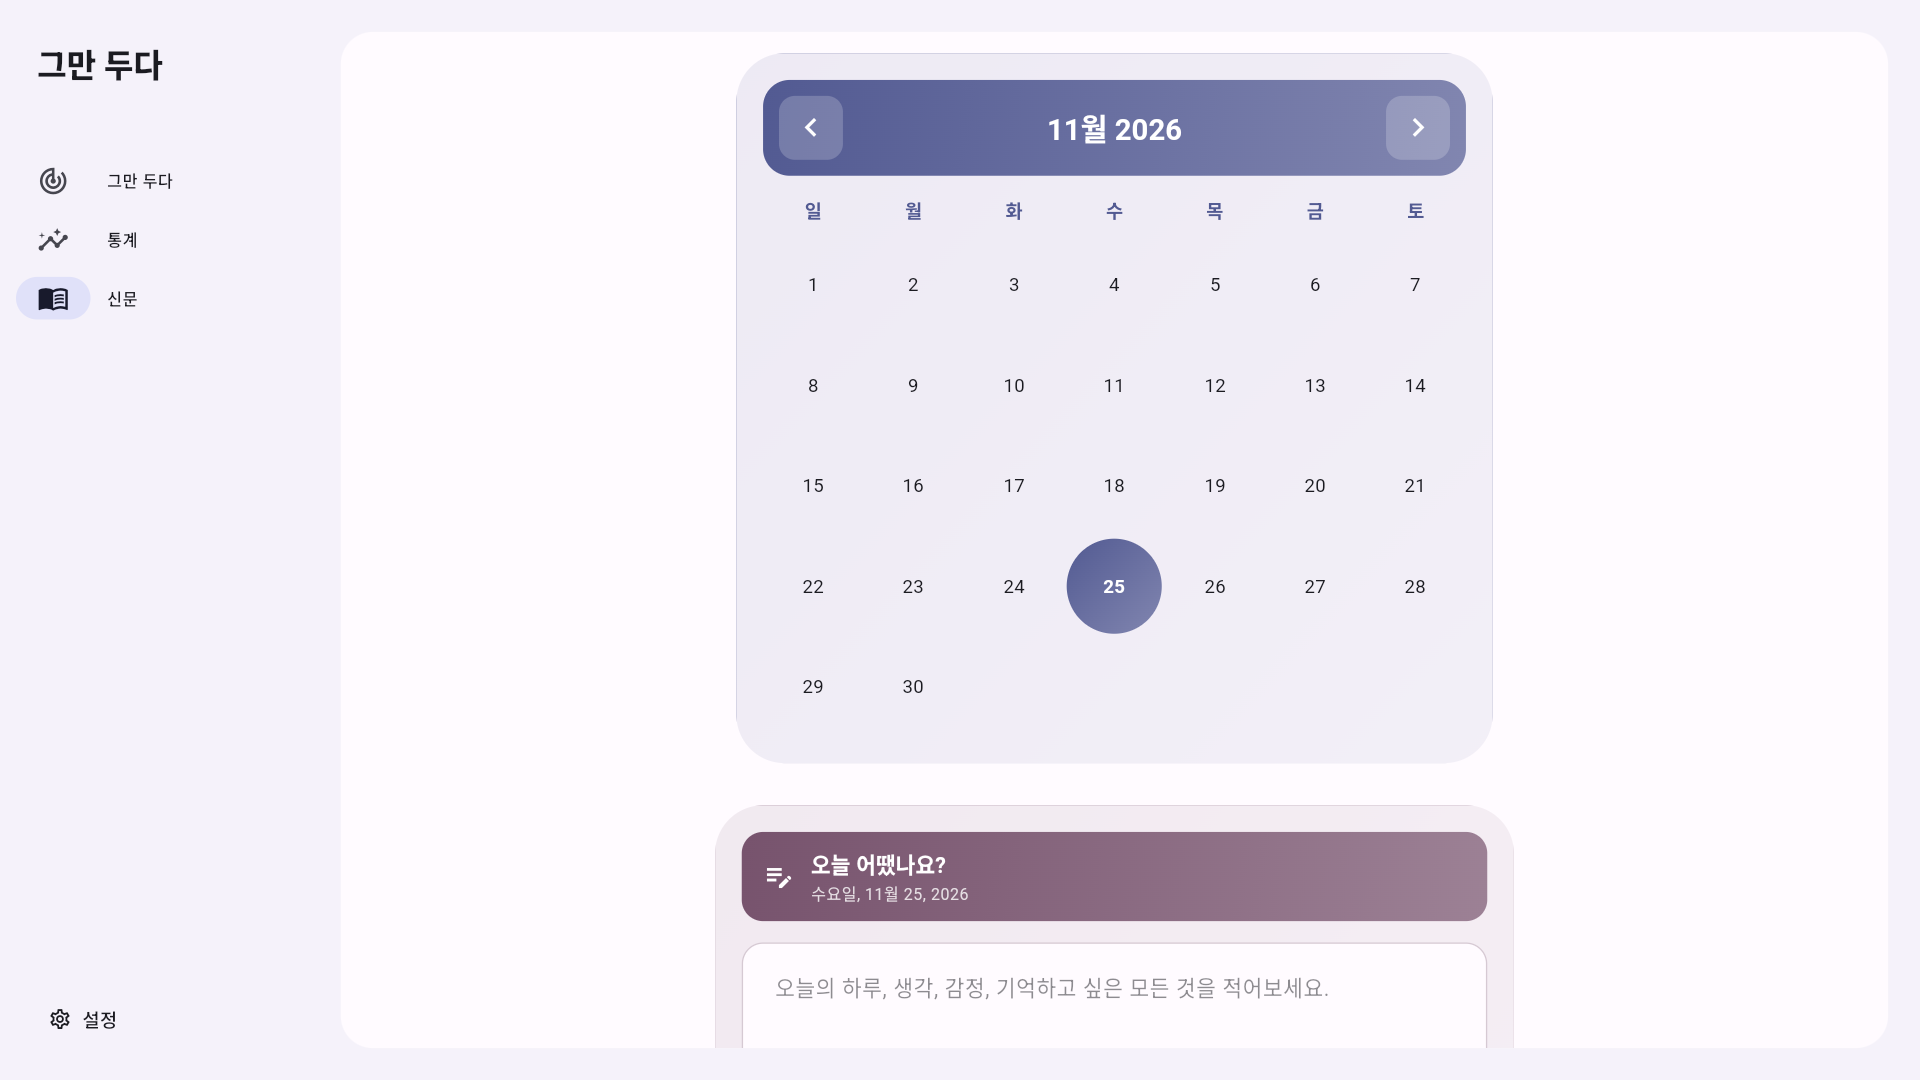 그만 두다
그만 두다
통계
신문
설정
11월 2026
일 월 화 수 목 금 토
1 2 3 4 5 6 7
8 9 10 11 12 13 14
15 16 17 18 19 20 21
22 23 24 25 26 27 28
29 30
오늘 어땠나요?
수요일, 11월 25, 2026
오늘의 하루, 생각, 감정, 기억하고 싶은 모든 것을 적어보세요.